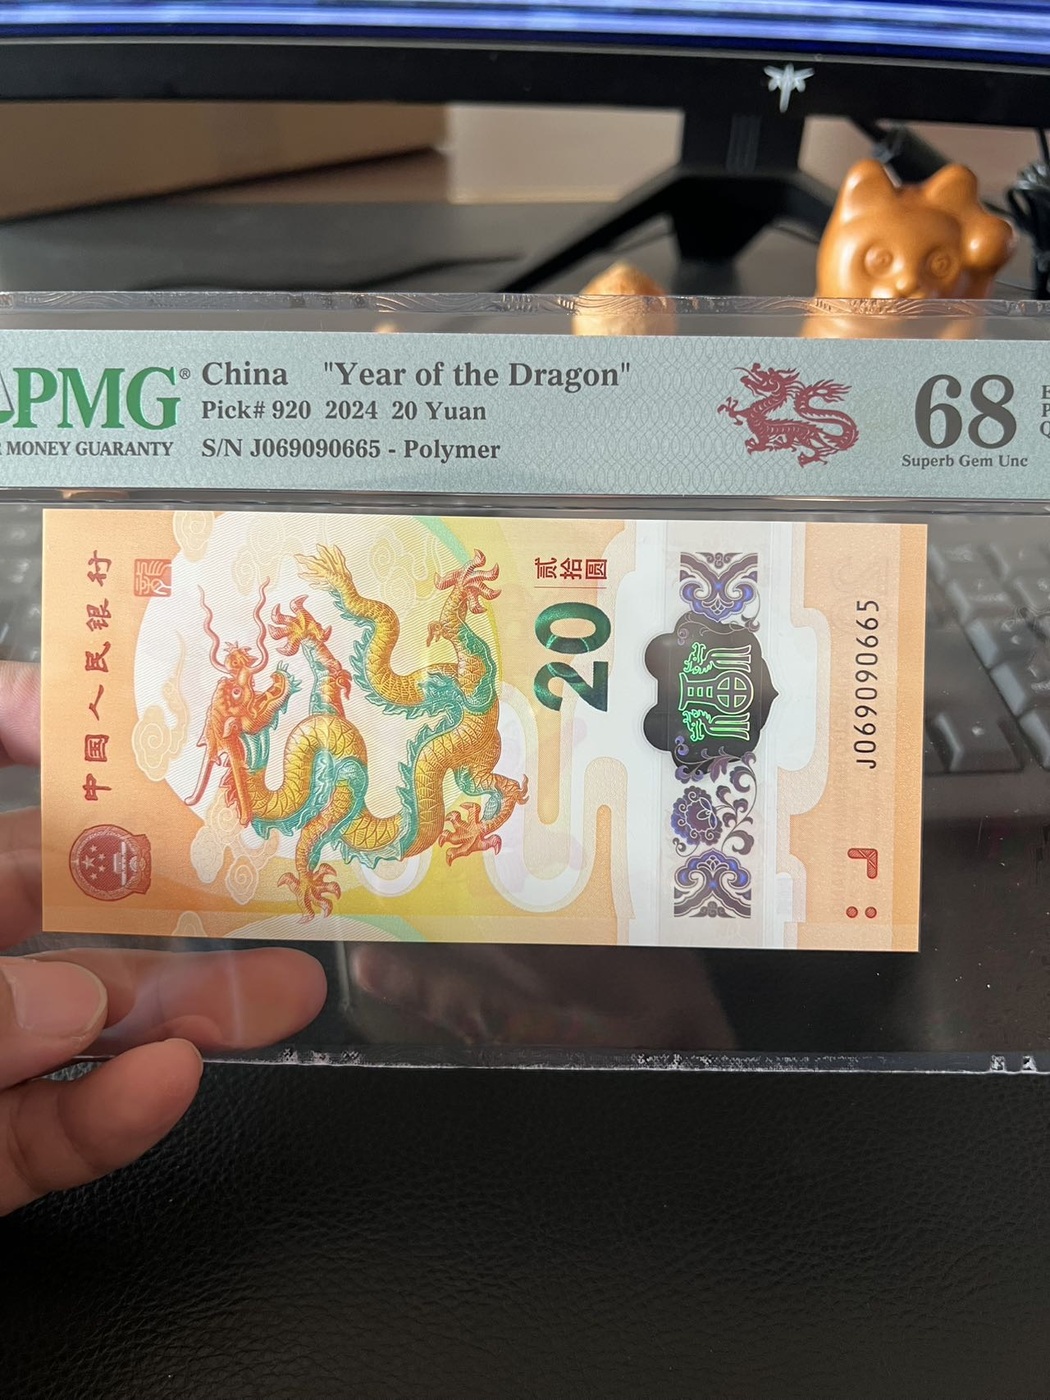 PMG®
MONEY GUARANTY
China "Year of the Dragon"
Pick# 920 2024 20 Yuan
S/N J069090665 - Polymer
68
Superb Gem Unc
E
P
Q
中国人民银行
贰拾圆
20
福
J069090665